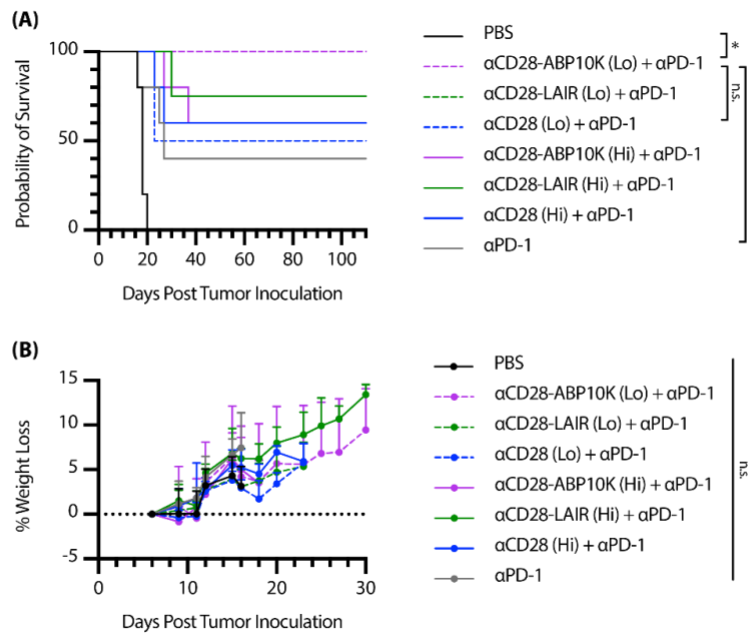 (A)
Probability of Survival
100
50
0
0 20 40 60 80 100
Days Post Tumor Inoculation
PBS
αCD28-ABP10K (Lo) + αPD-1
αCD28-LAIR (Lo) + αPD-1
αCD28 (Lo) + αPD-1
αCD28-ABP10K (Hi) + αPD-1
αCD28-LAIR (Hi) + αPD-1
αCD28 (Hi) + αPD-1
αPD-1
*
n.s.
(B)
% Weight Loss
15
10
5
0
-5
0 10 20 30
Days Post Tumor Inoculation
PBS
αCD28-ABP10K (Lo) + αPD-1
αCD28-LAIR (Lo) + αPD-1
αCD28 (Lo) + αPD-1
αCD28-ABP10K (Hi) + αPD-1
αCD28-LAIR (Hi) + αPD-1
αCD28 (Hi) + αPD-1
αPD-1
n.s.